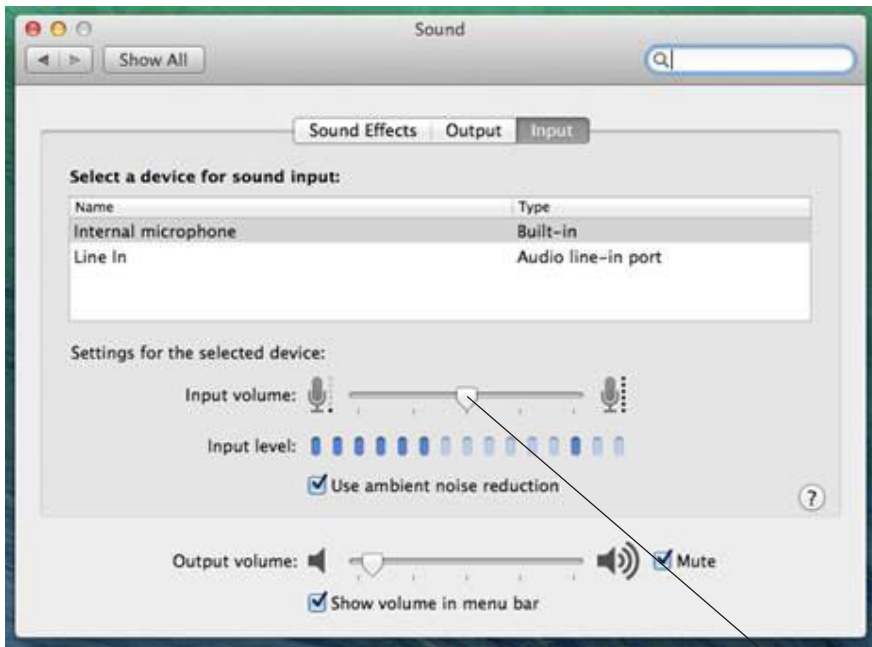 Sound
Show All
Sound Effects Output Input
Select a device for sound input:
Name Type
Internal microphone Built-in
Line In Audio line-in port
Settings for the selected device:
Input volume:
Input level:
Use ambient noise reduction
?
Output volume: Mute
Show volume in menu bar